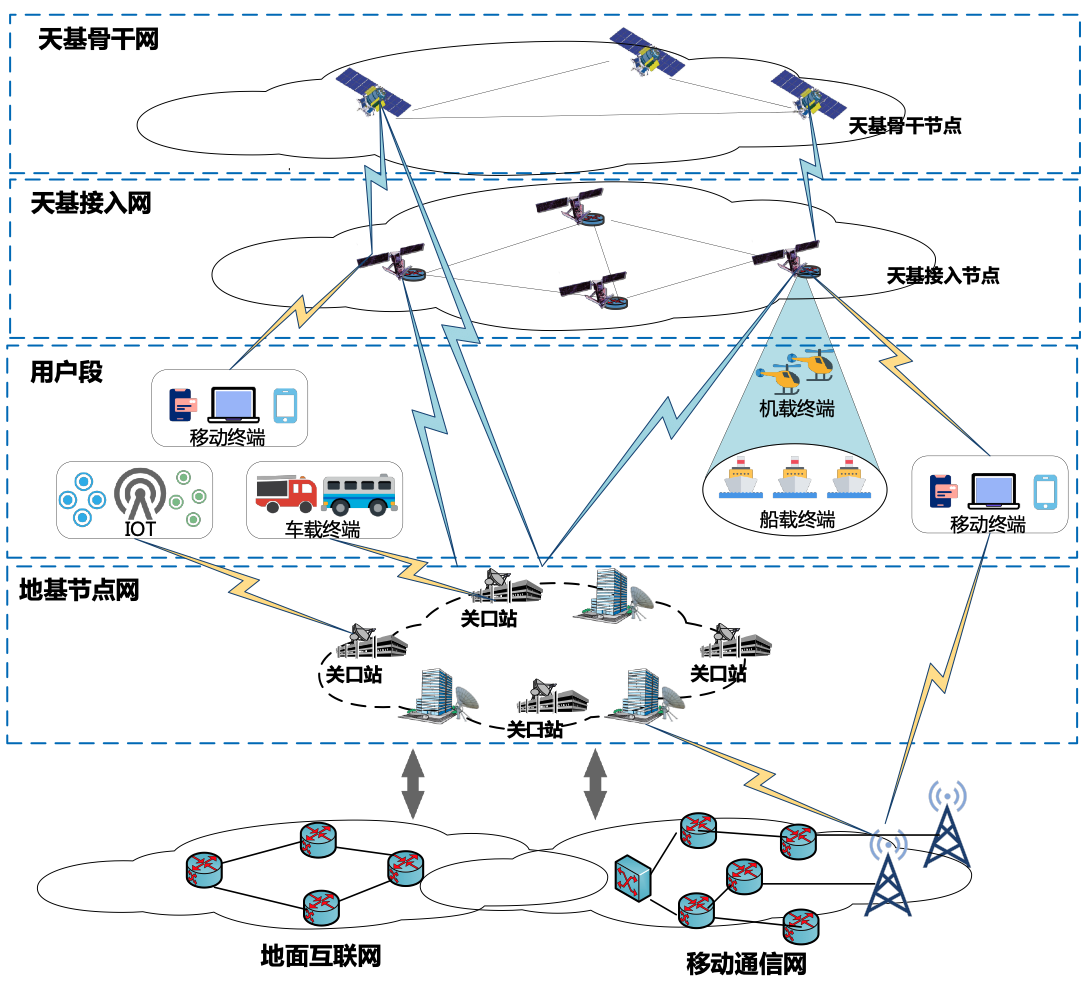 天基骨干网
天基骨干节点
天基接入网
天基接入节点
用户段
移动终端
机载终端
IOT
车载终端
船载终端
移动终端
地基节点网
关口站
关口站
关口站
关口站
地面互联网
移动通信网